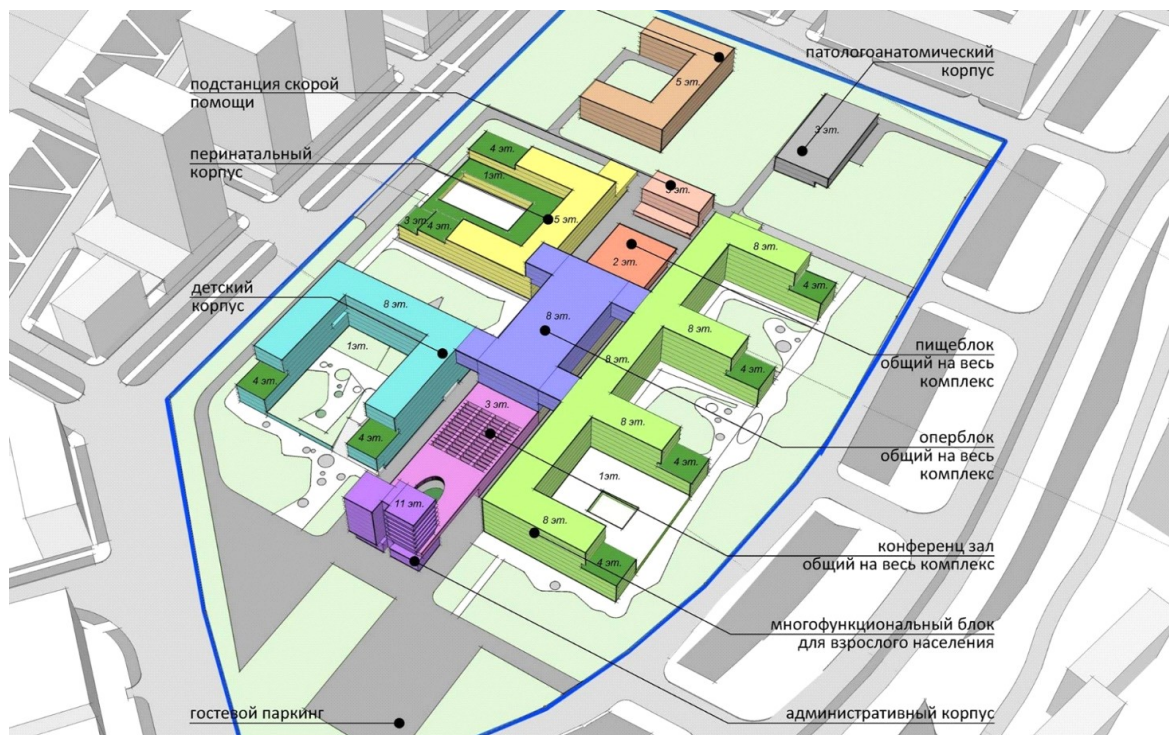 патологоанатомический
корпус
подстанция скорой
помощи
перинатальный
корпус
детский
корпус
5 эт.
3 эт.
4 эт.
1эт.
3 эт.
4 эт.
5 эт.
3 эт.
2 эт.
8 эт.
4 эт.
8 эт.
1эт.
4 эт.
4 эт.
8 эт.
8 эт.
8 эт.
4 эт.
3 эт.
8 эт.
4 эт.
1эт.
11 эт.
8 эт.
4 эт.
пищеблок
общий на весь
комплекс
оперблок
общий на весь
комплекс
конференц зал
общий на весь комплекс
многофункциональный блок
для взрослого населения
гостевой паркинг
административный корпус